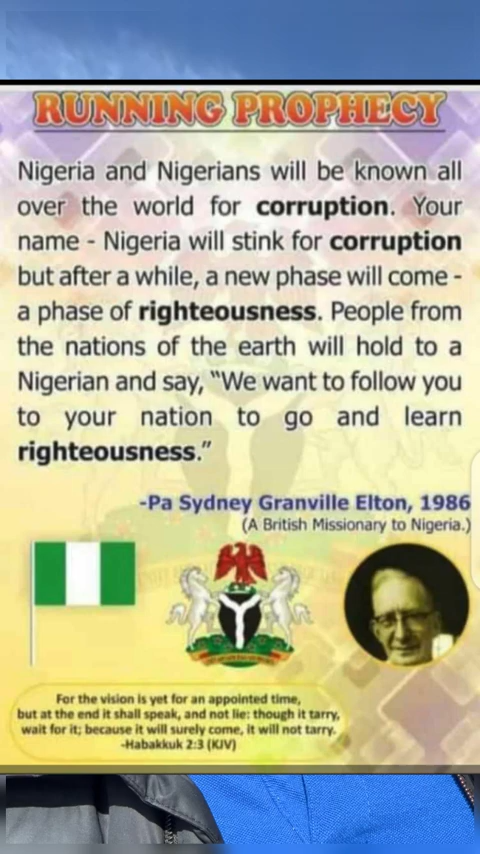 RUNNING PROPHECY
Nigeria and Nigerians will be known all
over the world for corruption. Your
name - Nigeria will stink for corruption
but after a while, a new phase will come -
a phase of righteousness. People from
the nations of the earth will hold to a
Nigerian and say, "We want to follow you
to your nation to go and learn
righteousness."
-Pa Sydney Granville Elton, 1986
(A British Missionary to Nigeria.)
For the vision is yet for an appointed time,
but at the end it shall speak, and not lie: though it tarry,
wait for it; because it will surely come, it will not tarry.
-Habakkuk 2:3 (KJV)